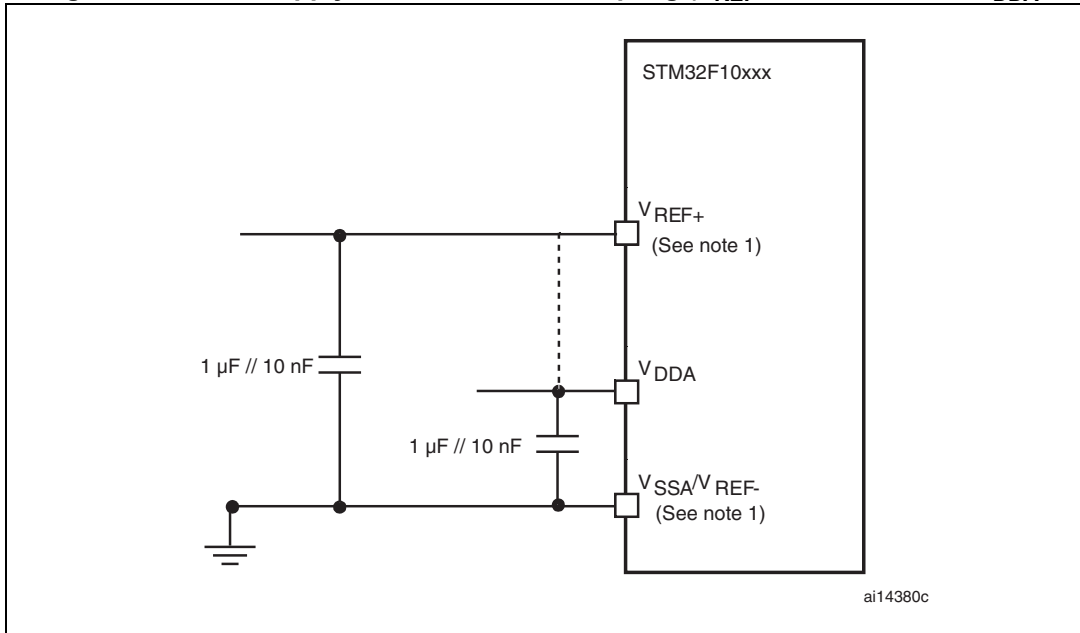 STM32F10xxx
VREF+
(See note 1)
1 µF // 10 nF
VDDA
1 µF // 10 nF
VSSA/VREF-
(See note 1)
ai14380c